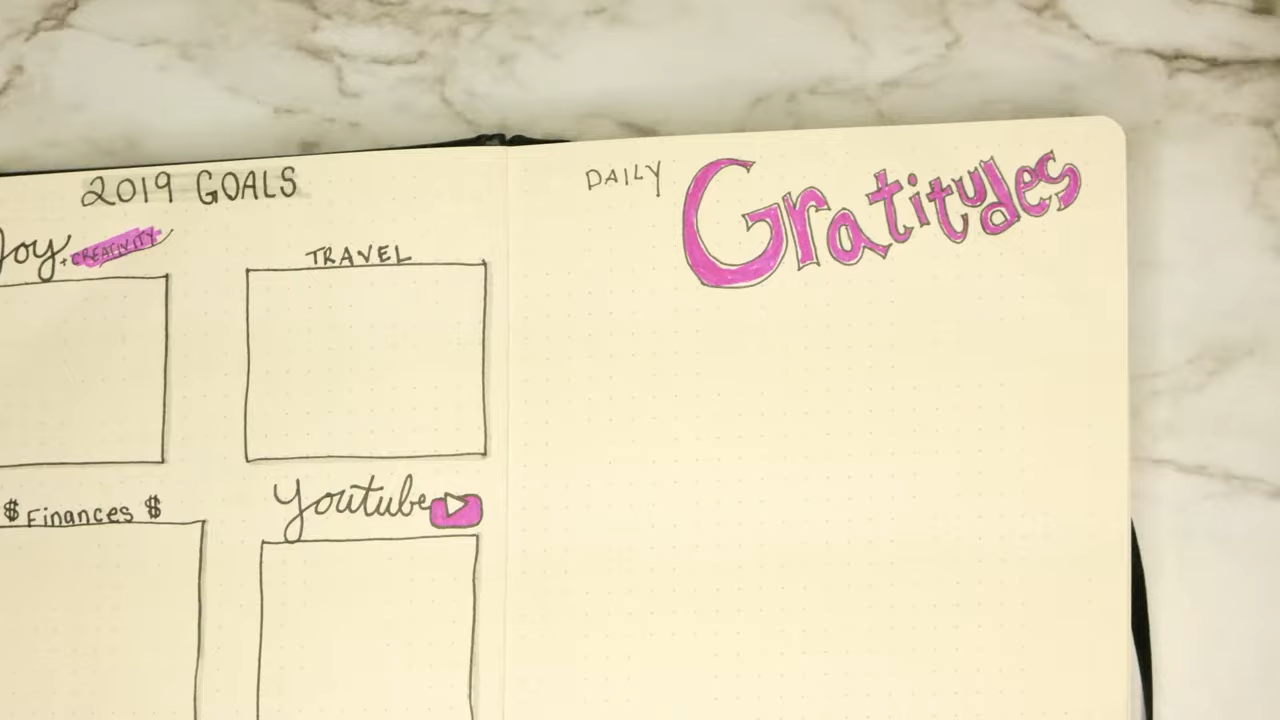 2019 GOALS
Joy + CREATIVITY
TRAVEL
$ Finances $
Youtube
DAILY Gratitudes